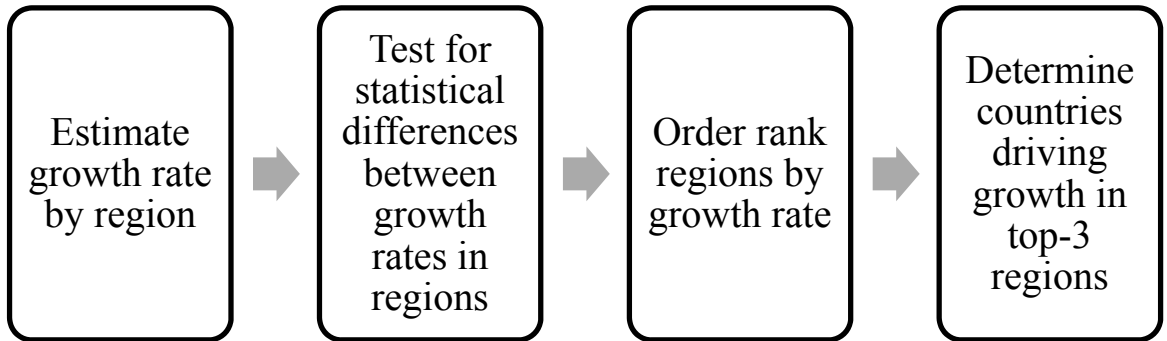 Estimate
growth rate
by region
Test for
statistical
differences
between
growth
rates in
regions
Order rank
regions by
growth rate
Determine
countries
driving
growth in
top-3
regions